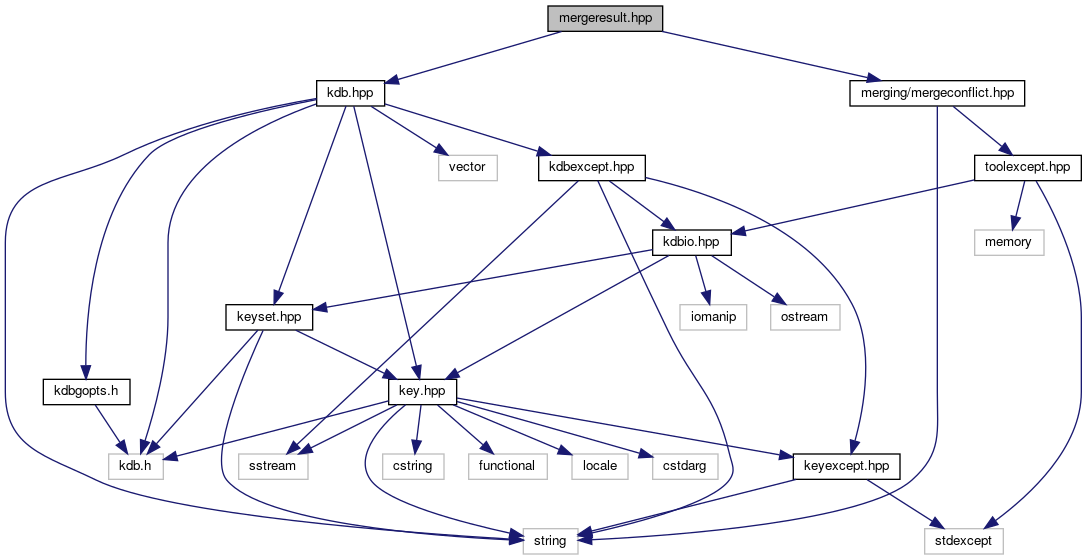 mergeresult.hpp
kdb.hpp
merging/mergeconflict.hpp
vector
kdbexcept.hpp
toolexcept.hpp
kdbio.hpp
memory
keyset.hpp
iomanip
ostream
kdbgopts.h
key.hpp
kdb.h
sstream
cstring
functional
locale
cstdarg
keyexcept.hpp
string
stdexcept